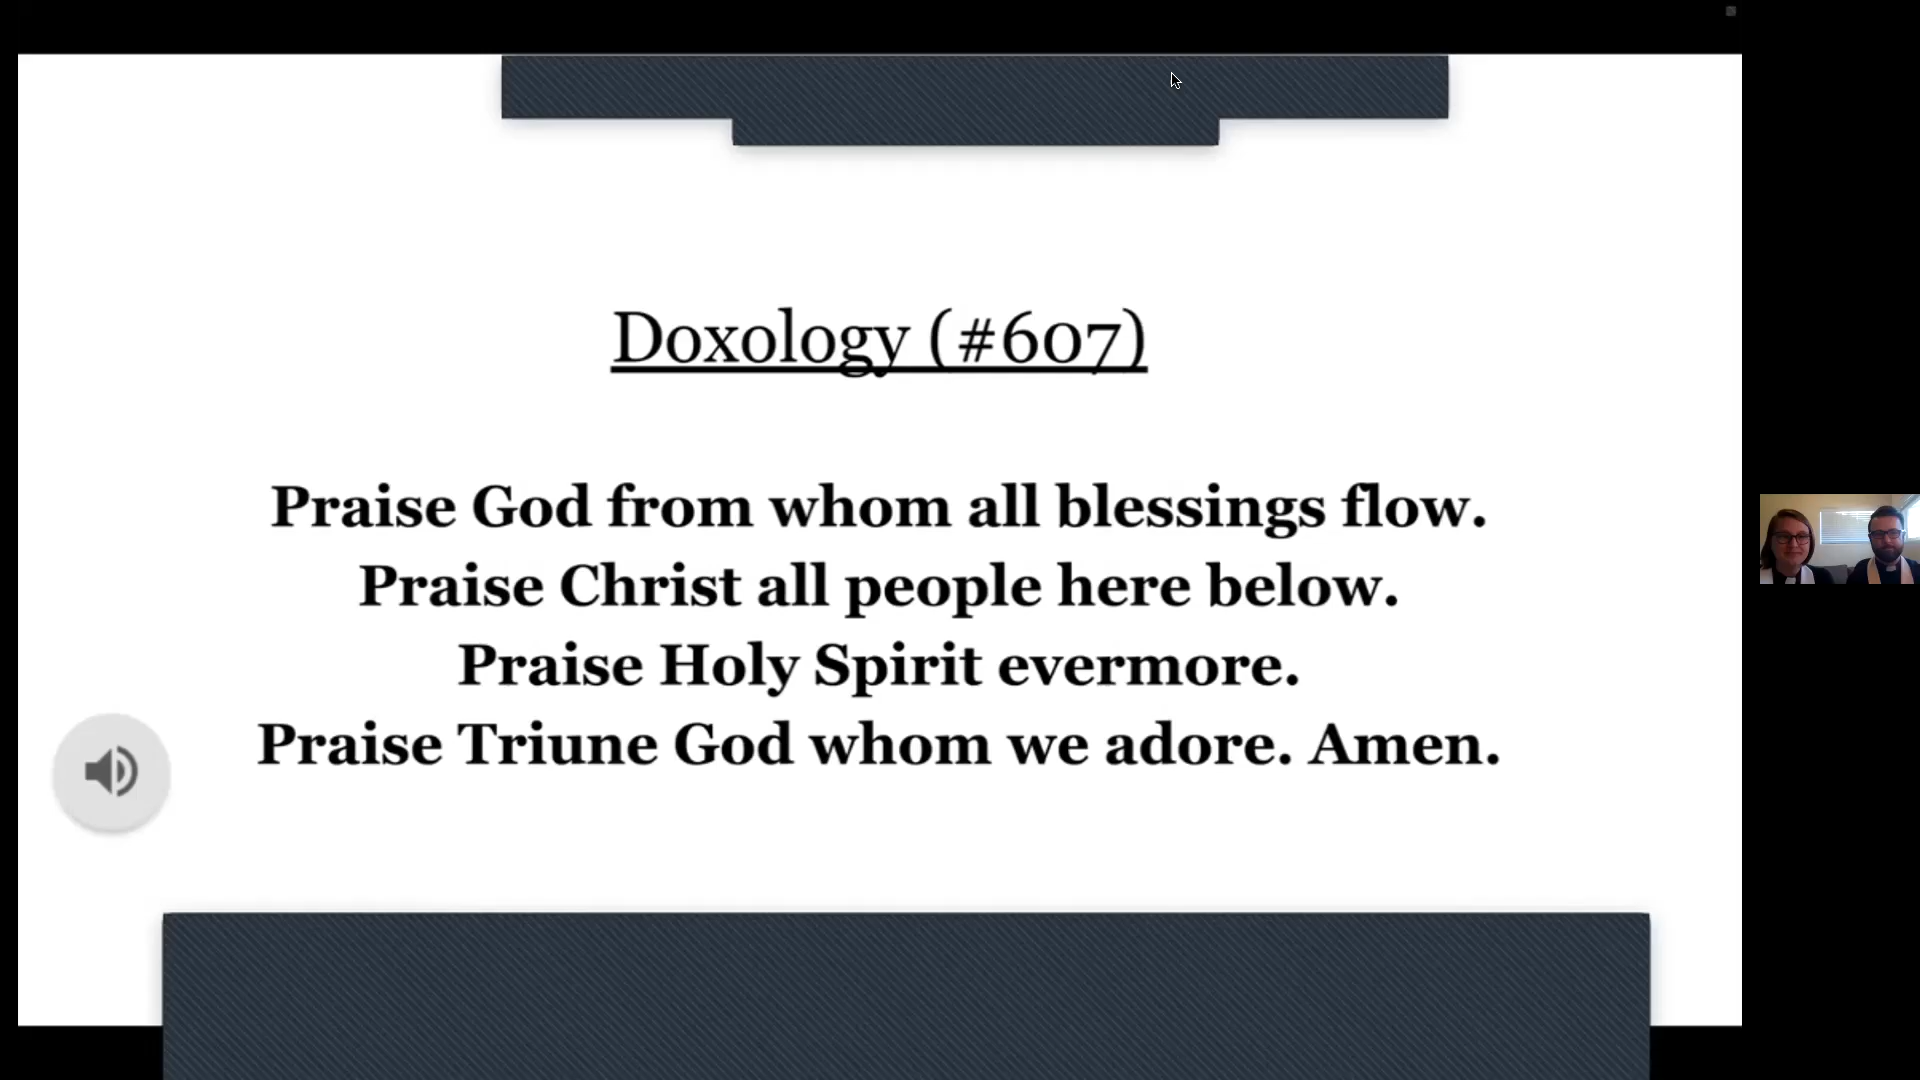 Doxology (#607)
Praise God from whom all blessings flow.
Praise Christ all people here below.
Praise Holy Spirit evermore.
Praise Triune God whom we adore. Amen.